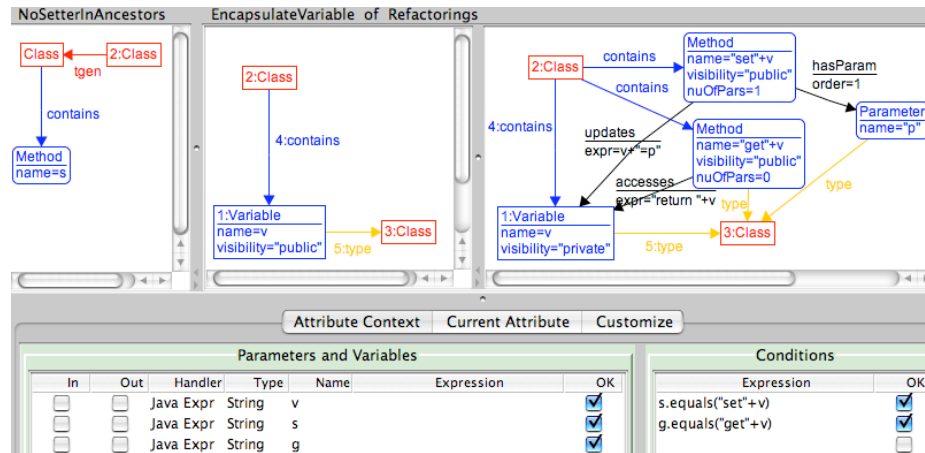 NoSetterInAncestors
EncapsulateVariable of Refactorings
Class
2:Class
tgen
contains
Method
name=s
2:Class
4:contains
1:Variable
name=v
visibility="public"
5:type
3:Class
2:Class
contains
contains
4:contains
Method
name="set"+v
visibility="public"
nuOfPars=1
hasParam
order=1
Parameter
name="p"
updates
expr=v+"=p"
Method
name="get"+v
visibility="public"
nuOfPars=0
accesses
expr="return "+v
type
type
1:Variable
name=v
visibility="private"
5:type
3:Class
Attribute Context
Current Attribute
Customize
Parameters and Variables
Conditions
In Out Handler Type Name Expression OK
Expression OK
Java Expr String v
s.equals("set"+v)
Java Expr String s
g.equals("get"+v)
Java Expr String g